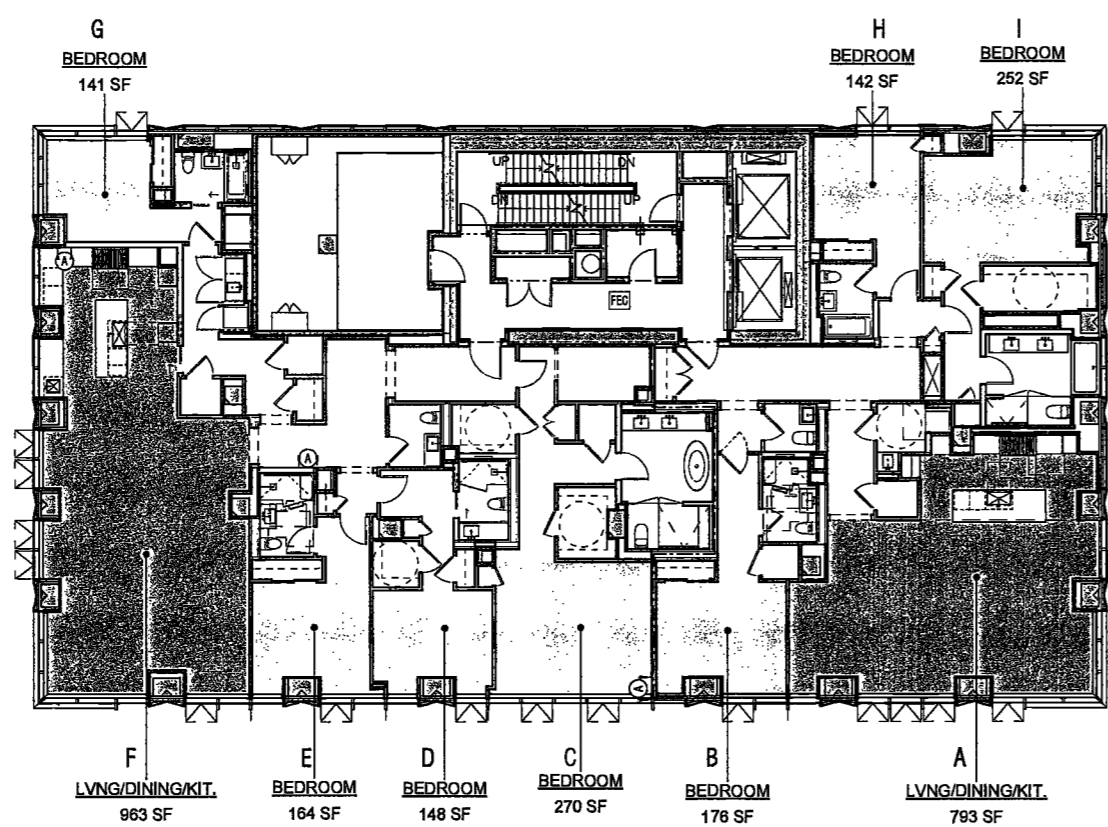 G
BEDROOM
141 SF
H
BEDROOM
142 SF
I
BEDROOM
252 SF
UP
DN
DN
UP
FEC
A
A
A
F
LVNG/DINING/KIT.
963 SF
E
BEDROOM
164 SF
D
BEDROOM
148 SF
C
BEDROOM
270 SF
B
BEDROOM
176 SF
A
LVNG/DINING/KIT.
793 SF